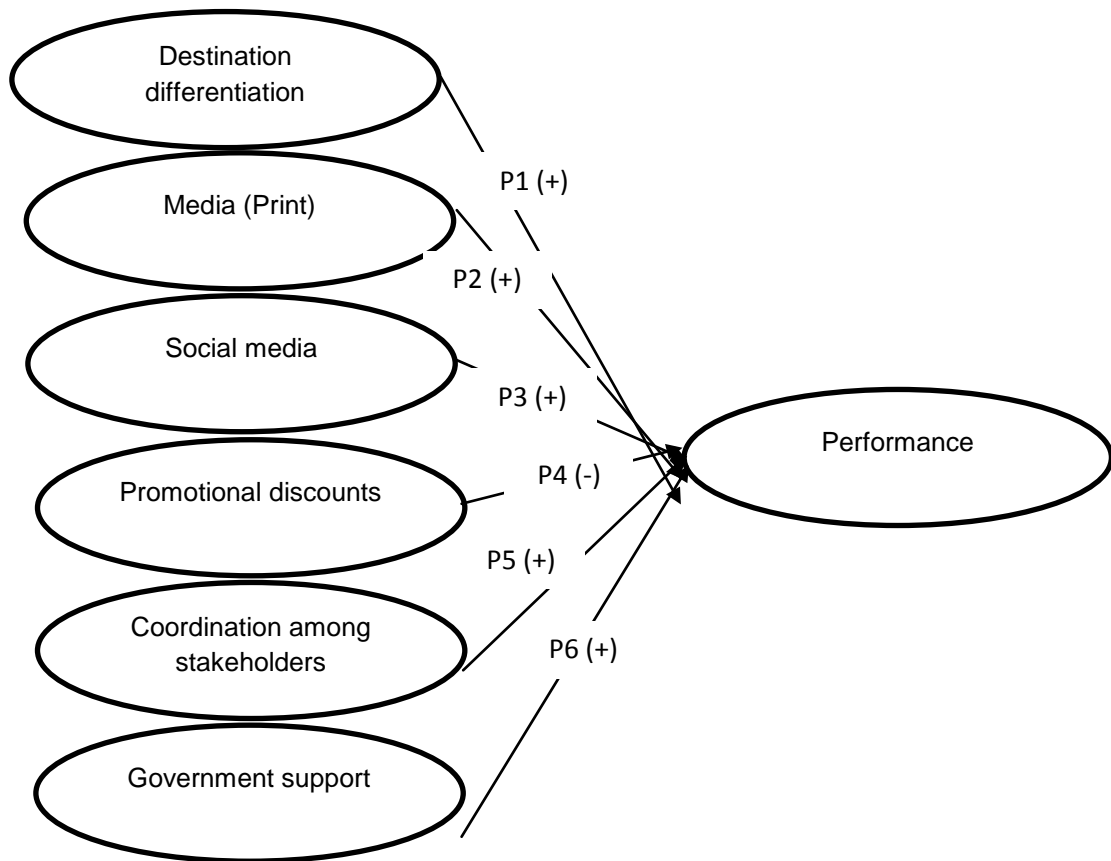 Destination
differentiation
P1 (+)
Media (Print)
P2 (+)
Social media
P3 (+)
Performance
Promotional discounts
P4 (-)
P5 (+)
Coordination among
stakeholders
P6 (+)
Government support